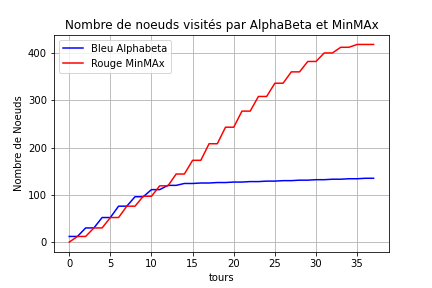 Nombre de noeuds visités par AlphaBeta et MinMAx
Bleu Alphabeta
Rouge MinMAx
Nombre de Noeuds
400
300
200
100
0
0 5 10 15 20 25 30 35
tours